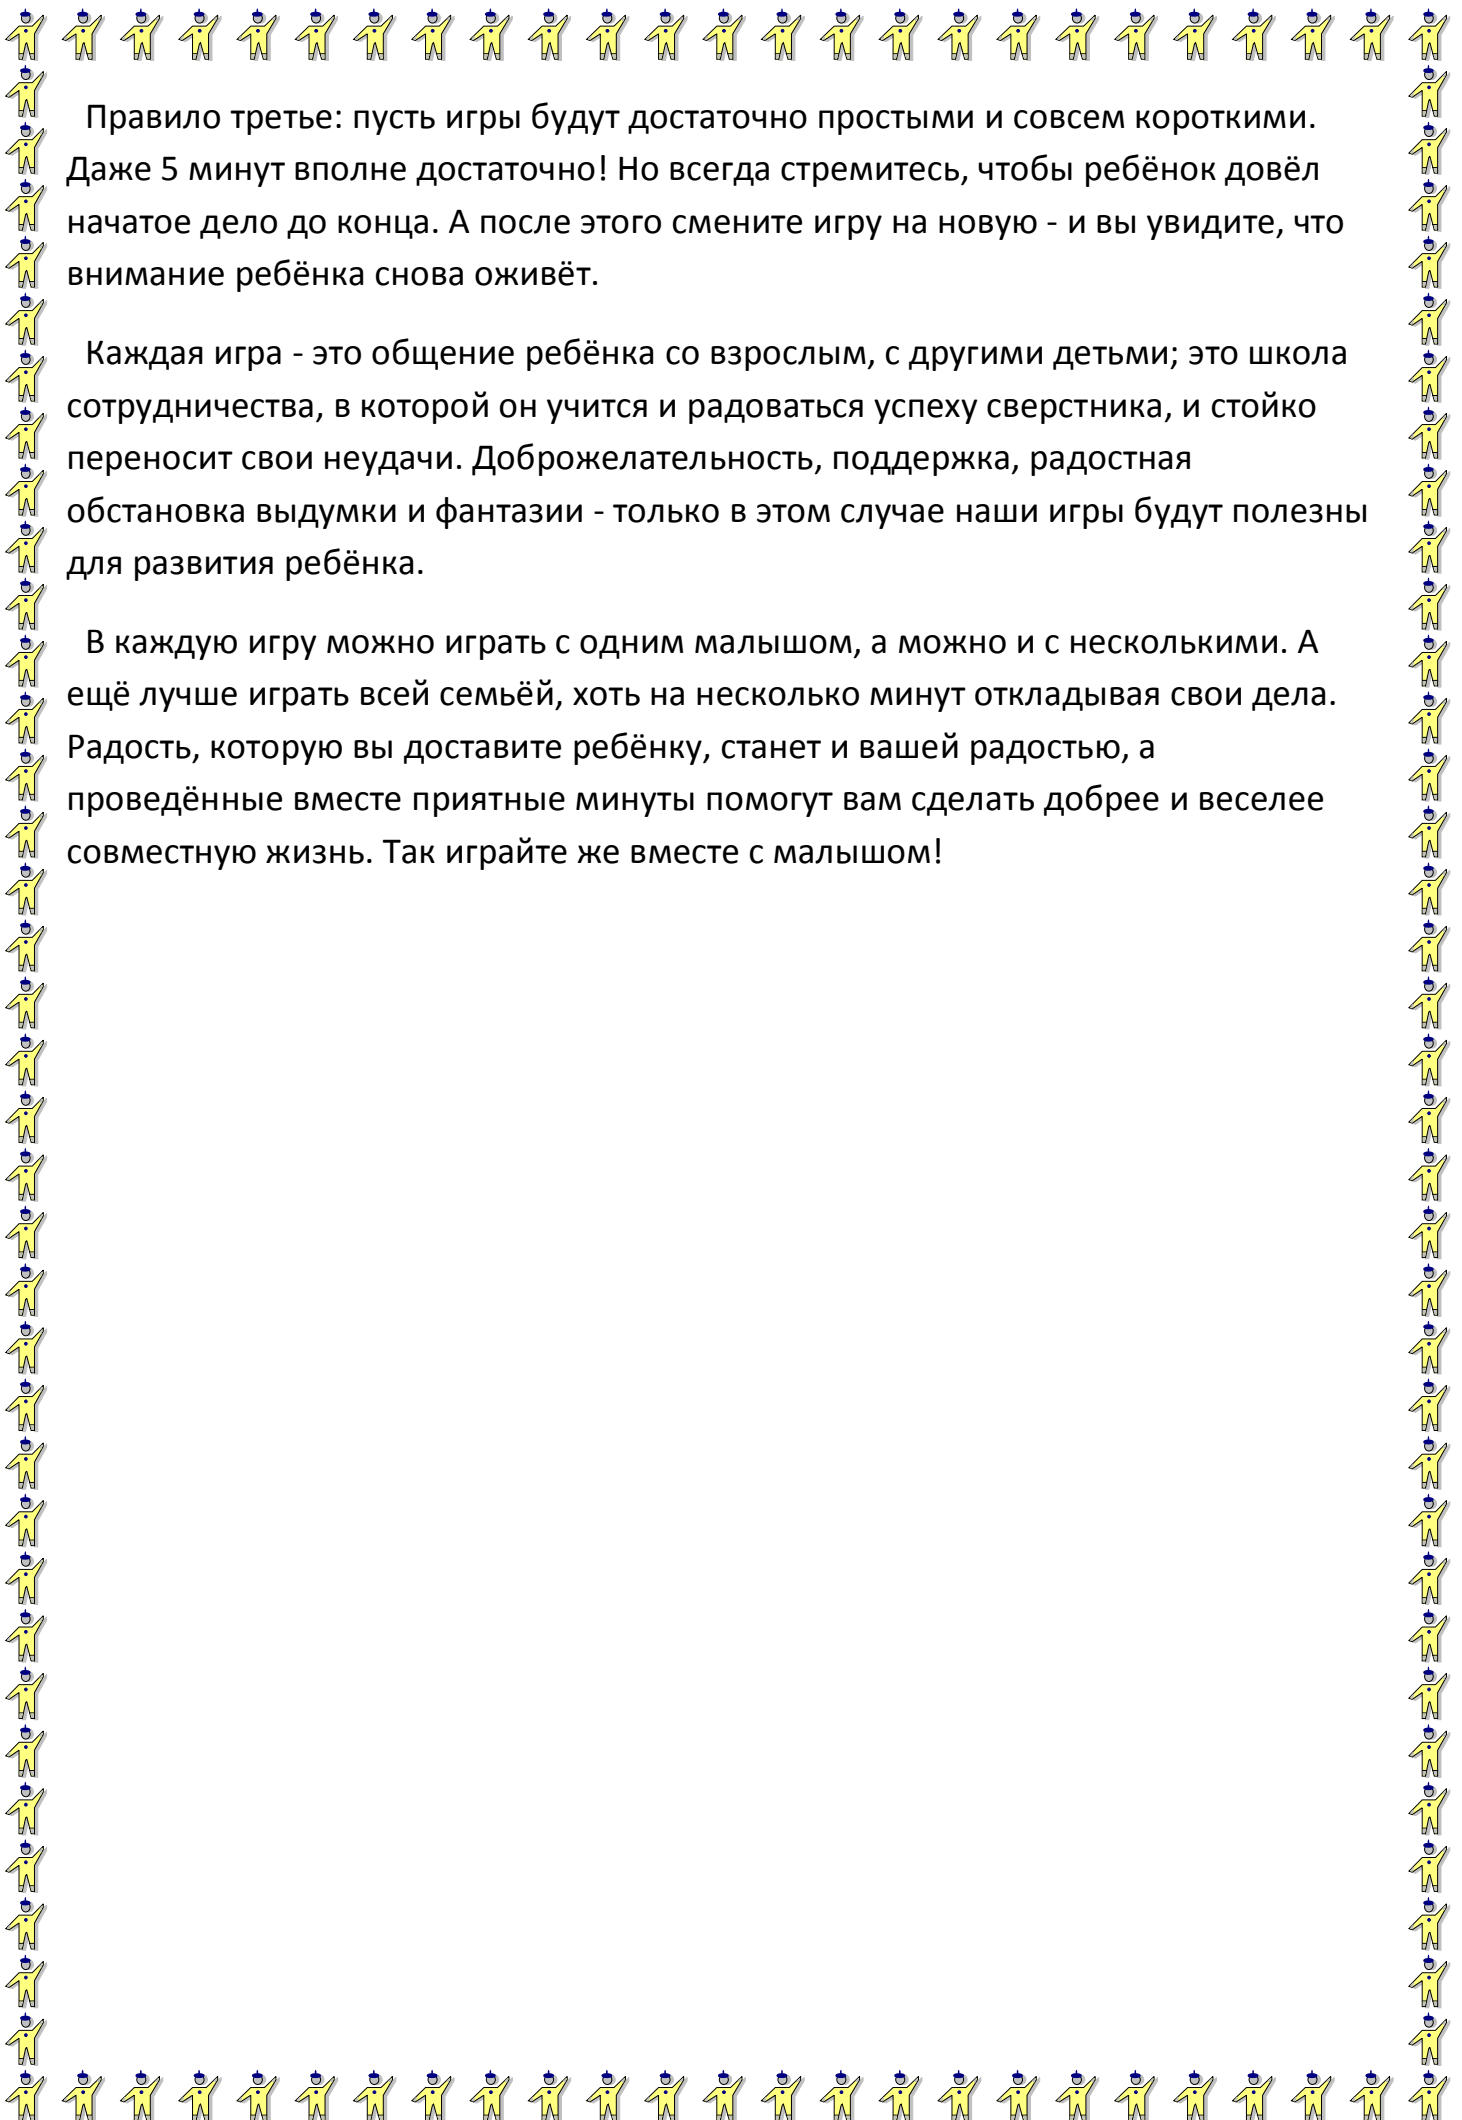 Правило третье: пусть игры будут достаточно простыми и совсем короткими.
Даже 5 минут вполне достаточно! Но всегда стремитесь, чтобы ребёнок довёл
начатое дело до конца. А после этого смените игру на новую - и вы увидите, что
внимание ребёнка снова оживёт.
Каждая игра - это общение ребёнка со взрослым, с другими детьми; это школа
сотрудничества, в которой он учится и радоваться успеху сверстника, и стойко
переносит свои неудачи. Доброжелательность, поддержка, радостная
обстановка выдумки и фантазии - только в этом случае наши игры будут полезны
для развития ребёнка.
В каждую игру можно играть с одним малышом, а можно и с несколькими. А
ещё лучше играть всей семьёй, хоть на несколько минут откладывая свои дела.
Радость, которую вы доставите ребёнку, станет и вашей радостью, а
проведённые вместе приятные минуты помогут вам сделать добрее и веселее
совместную жизнь. Так играйте же вместе с малышом!